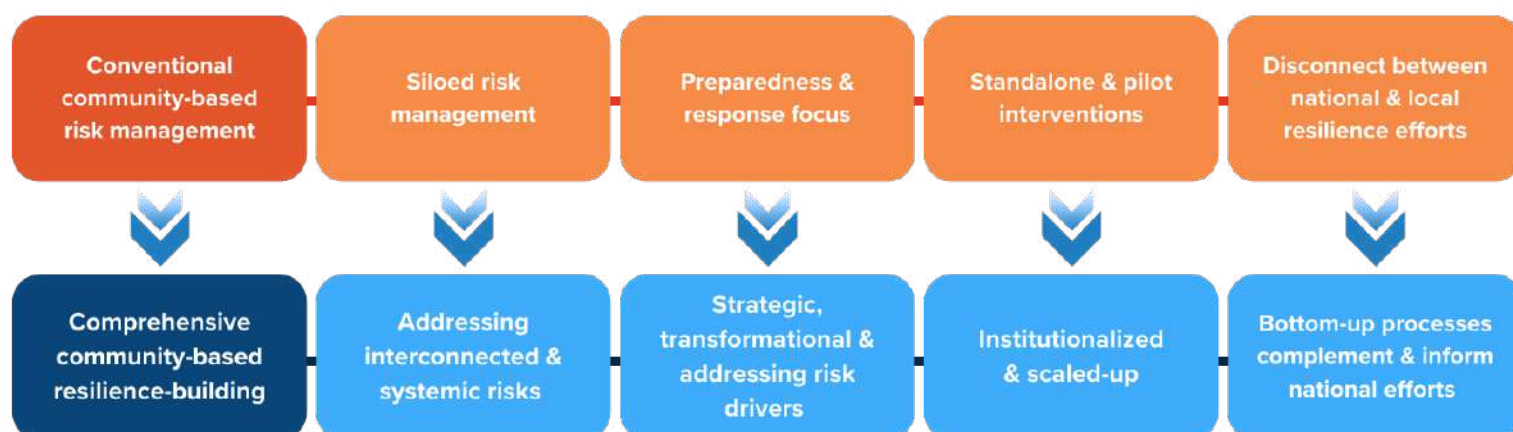 Conventional
community-based
risk management
Siloed risk
management
Preparedness &
response focus
Standalone & pilot
interventions
Disconnect between
national & local
resilience efforts
Comprehensive
community-based
resilience-building
Addressing
interconnected &
systemic risks
Strategic,
transformational &
addressing risk
drivers
Institutionalized
& scaled-up
Bottom-up processes
complement & inform
national efforts